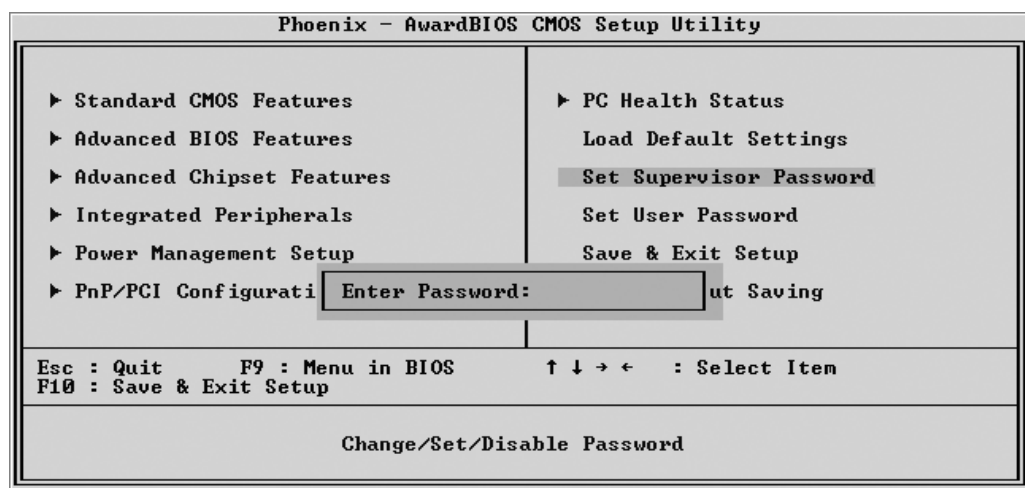 Phoenix - AwardBIOS CMOS Setup Utility
▶ Standard CMOS Features
▶ Advanced BIOS Features
▶ Advanced Chipset Features
▶ Integrated Peripherals
▶ Power Management Setup
▶ PnP/PCI Configurati
▶ PC Health Status
Load Default Settings
Set Supervisor Password
Set User Password
Save & Exit Setup
ut Saving
Enter Password:
Esc : Quit F9 : Menu in BIOS ↑ ↓ → ← : Select Item
F10 : Save & Exit Setup
Change/Set/Disable Password